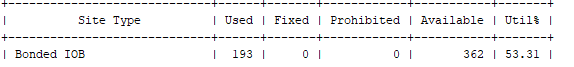 | Site Type | Used | Fixed | Prohibited | Available | Util% |
| Bonded IOB | 193 | 0 | 0 | 362 | 53.31 |